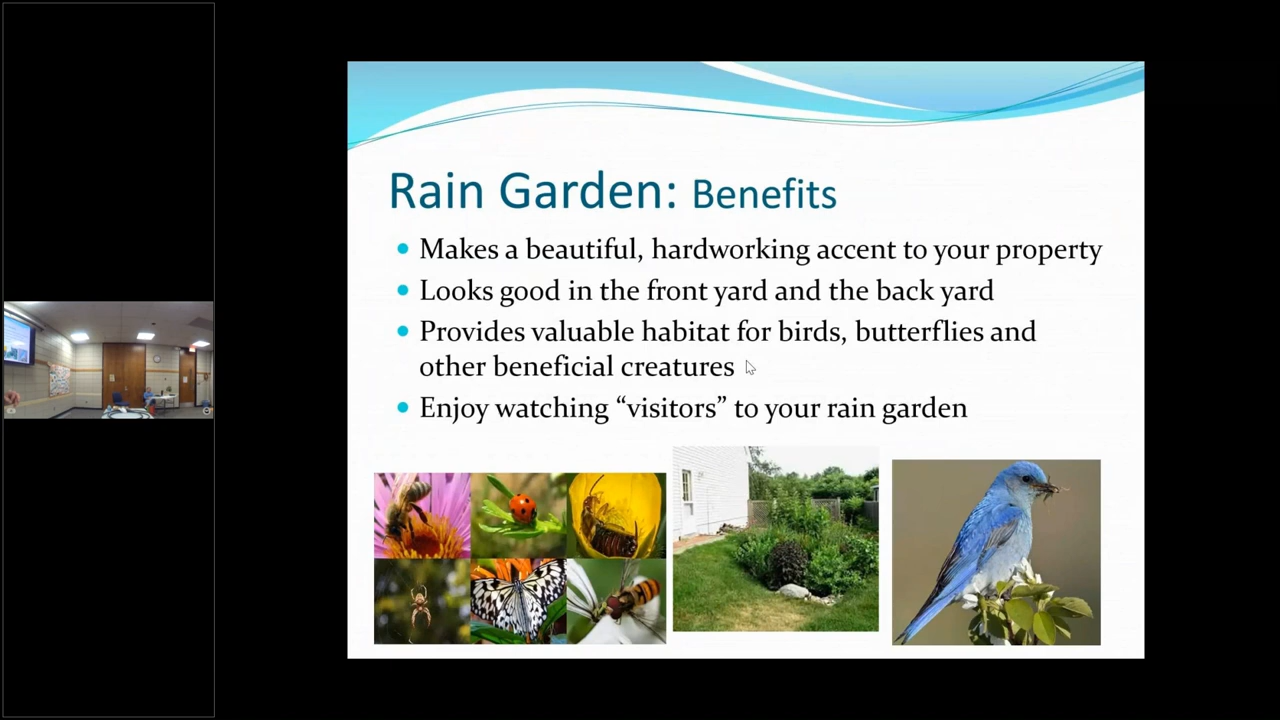 Rain Garden: Benefits
Makes a beautiful, hardworking accent to your property
Looks good in the front yard and the back yard
Provides valuable habitat for birds, butterflies and
other beneficial creatures
Enjoy watching “visitors” to your rain garden